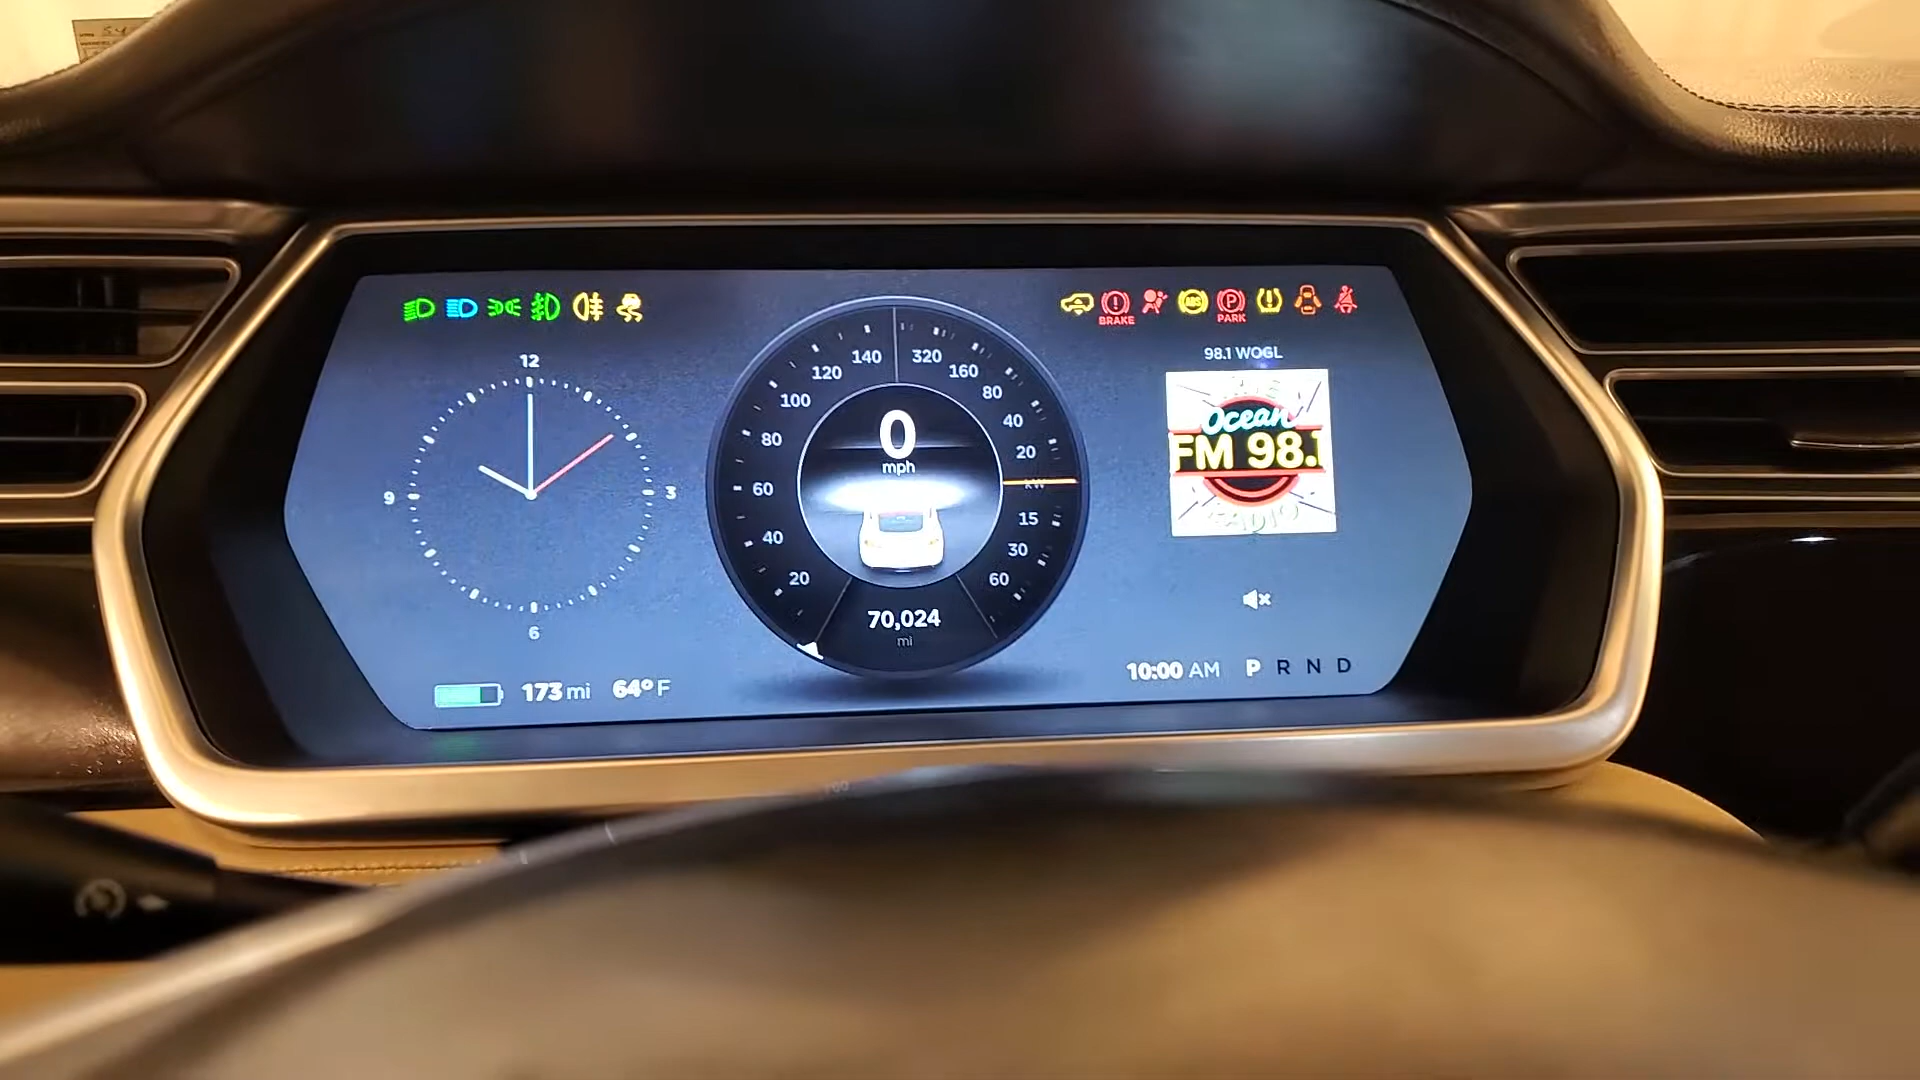 BRAKE
ABS
P
PARK
12
9
3
6
173 mi
64° F
140
120
100
80
60
40
20
320
160
80
40
20
kW
15
30
60
0
mph
70,024
mi
98.1 WOGL
Ocean
FM 98.1
RADIO
10:00 AM
P R N D